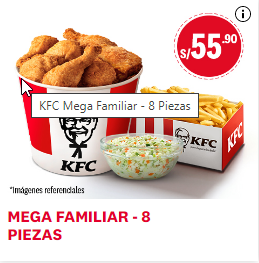 S/55.90
KFC Mega Familiar - 8 Piezas
KFC
KFC
*Imágenes referenciales
MEGA FAMILIAR - 8
PIEZAS